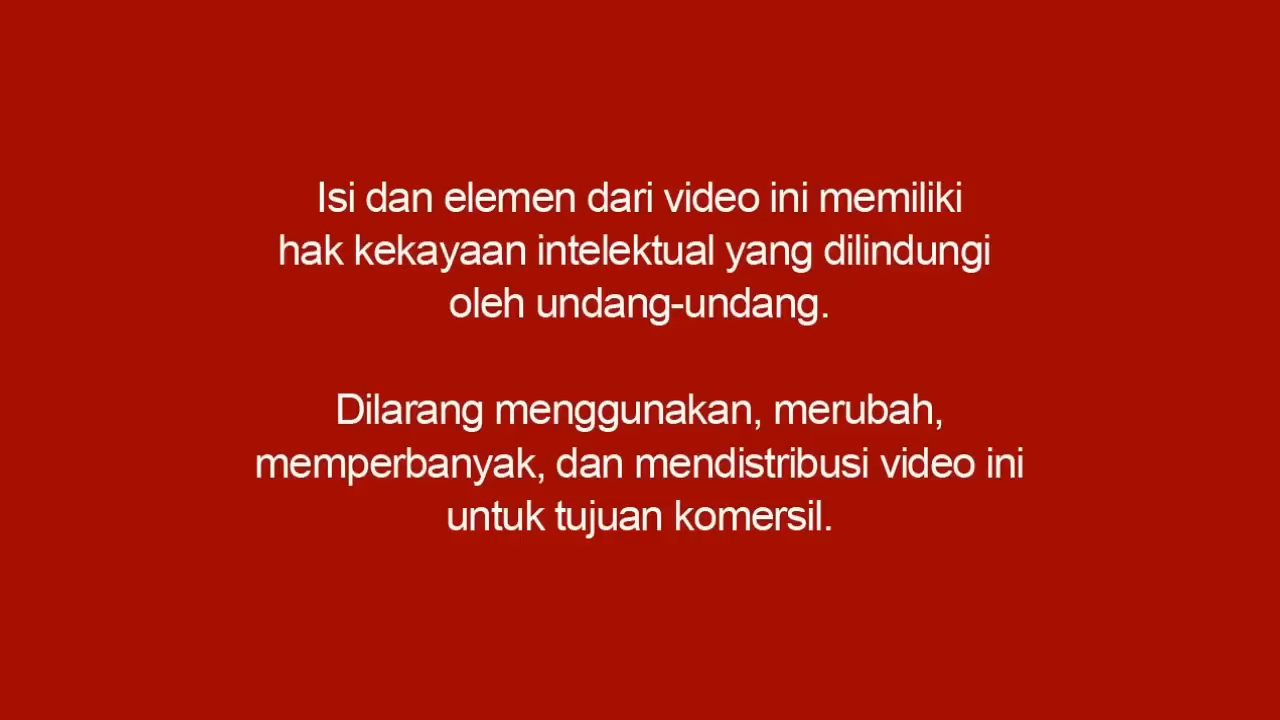 Isi dan elemen dari video ini memiliki
hak kekayaan intelektual yang dilindungi
oleh undang-undang.
Dilarang menggunakan, merubah,
memperbanyak, dan mendistribusi video ini
untuk tujuan komersil.